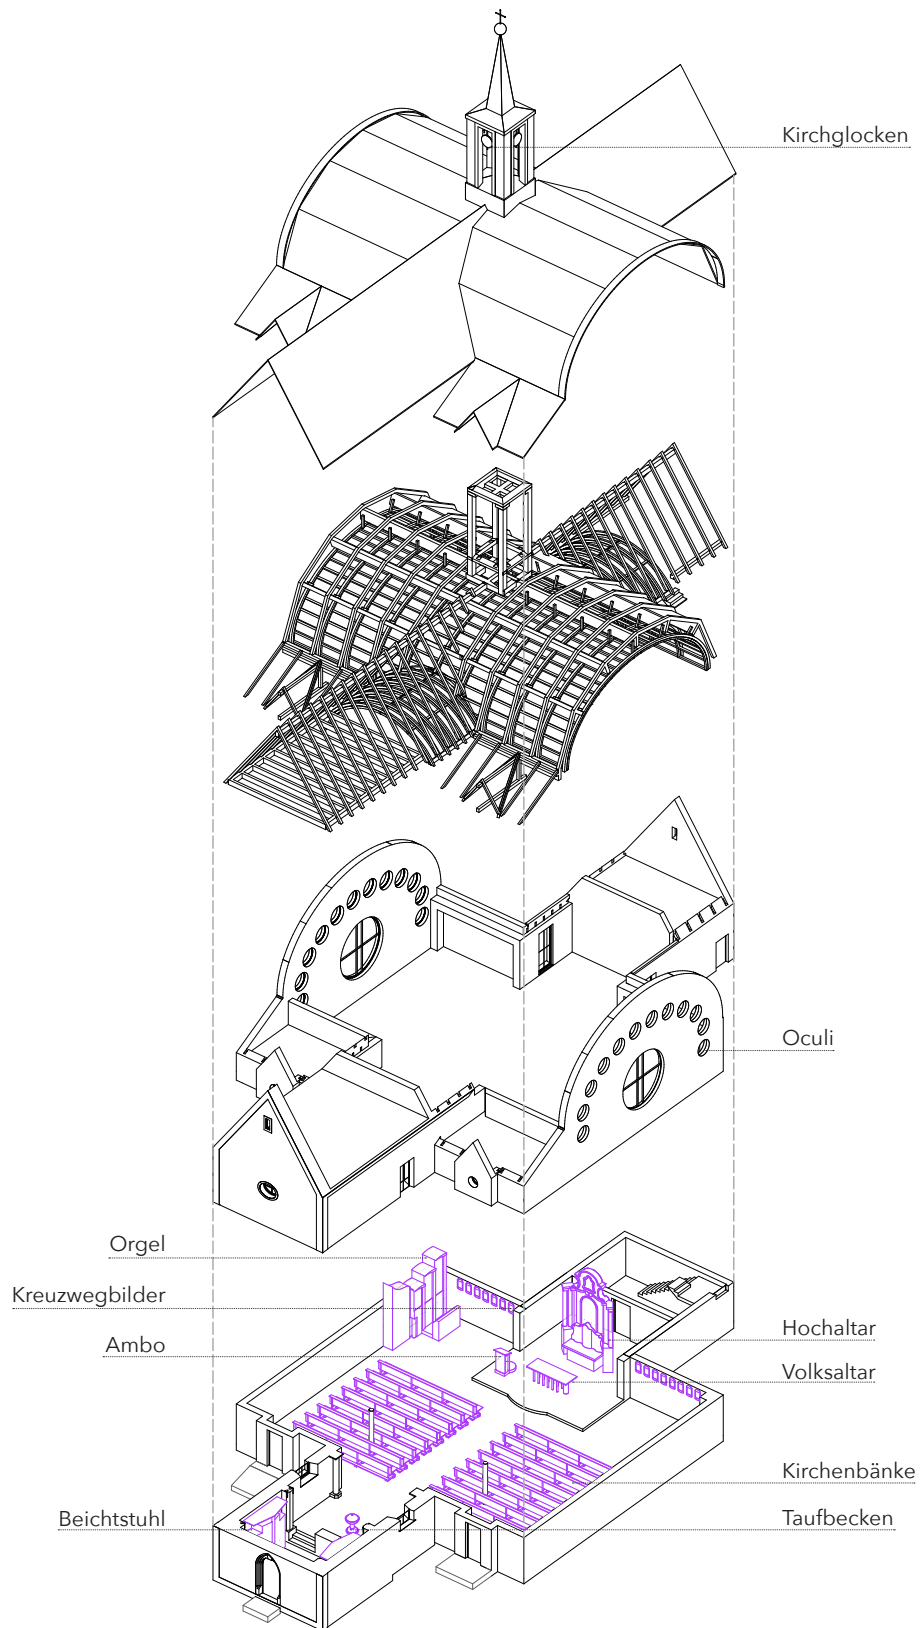 Kirchglocken
Oculi
Orgel
Kreuzwegbilder
Hochaltar
Ambo
Volksaltar
Kirchenbänke
Beichtstuhl
Taufbecken